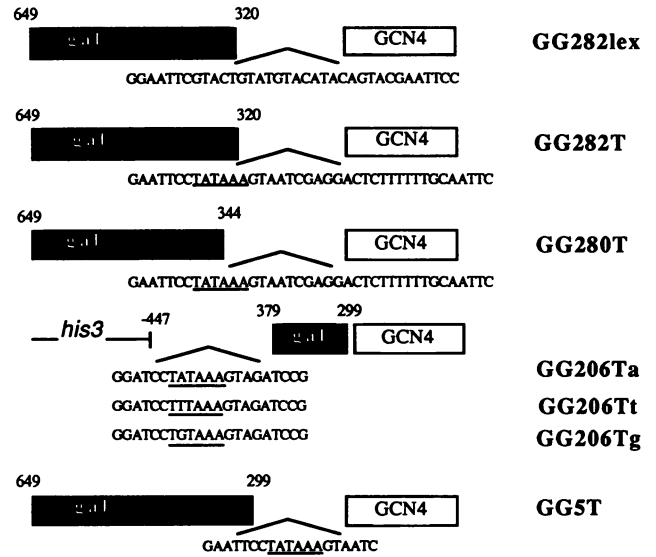 649 320
gal GCN4 GG282lex
GGAATTCGTACTGTATGTACATACAGTACGAATTCC
649 320
gal GCN4 GG282T
GAATTCCTATAAAGTAATCGAGGACTCTTTTTTGCAATTC
649 344
gal GCN4 GG280T
GAATTCCTATAAAGTAATCGAGGACTCTTTTTTGCAATTC
his3 -447 379 299
gal GCN4
GGATCCTATAAAGTAGATCCG GG206Ta
GGATCCTTTAAAGTAGATCCG GG206Tt
GGATCCTGTAAAGTAGATCCG GG206Tg
649 299
gal GCN4 GG5T
GAATTCCTATAAAGTAATC